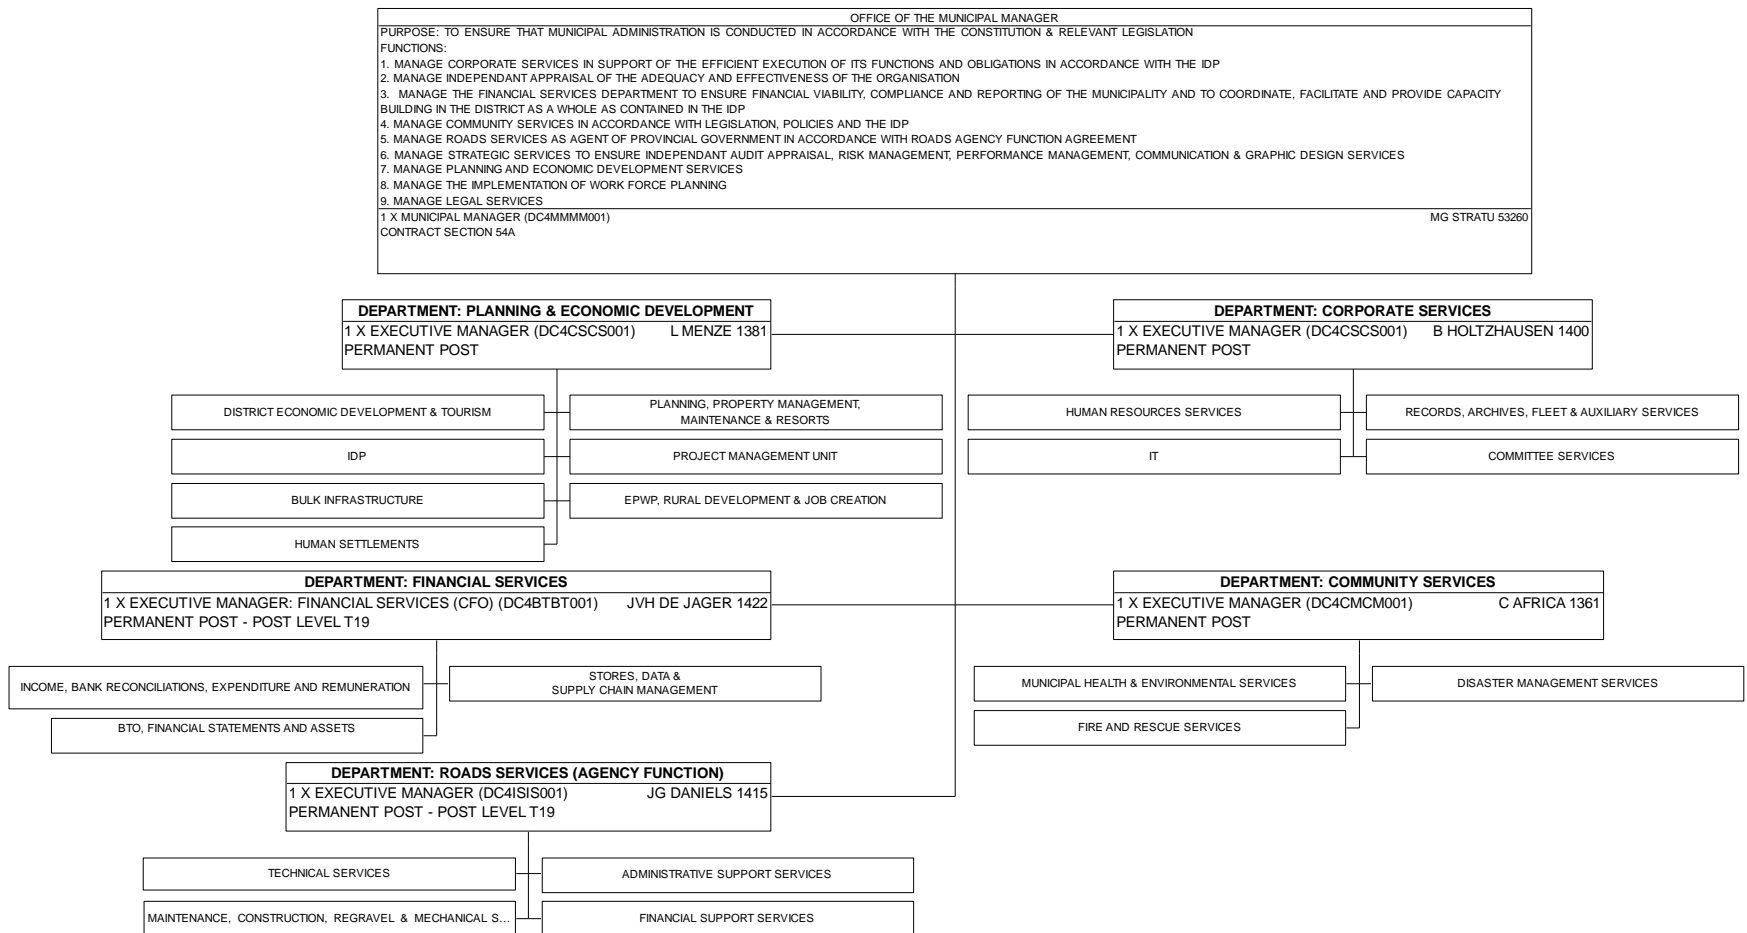 OFFICE OF THE MUNICIPAL MANAGER
PURPOSE: TO ENSURE THAT MUNICIPAL ADMINISTRATION IS CONDUCTED IN ACCORDANCE WITH THE CONSTITUTION & RELEVANT LEGISLATION
FUNCTIONS:
1. MANAGE CORPORATE SERVICES IN SUPPORT OF THE EFFICIENT EXECUTION OF ITS FUNCTIONS AND OBLIGATIONS IN ACCORDANCE WITH THE IDP
2. MANAGE INDEPENDANT APPRAISAL OF THE ADEQUACY AND EFFECTIVENESS OF THE ORGANISATION
3. MANAGE THE FINANCIAL SERVICES DEPARTMENT TO ENSURE FINANCIAL VIABILITY, COMPLIANCE AND REPORTING OF THE MUNICIPALITY AND TO COORDINATE, FACILITATE AND PROVIDE CAPACITY
BUILDING IN THE DISTRICT AS A WHOLE AS CONTAINED IN THE IDP
4. MANAGE COMMUNITY SERVICES IN ACCORDANCE WITH LEGISLATION, POLICIES AND THE IDP
5. MANAGE ROADS SERVICES AS AGENT OF PROVINCIAL GOVERNMENT IN ACCORDANCE WITH ROADS AGENCY FUNCTION AGREEMENT
6. MANAGE STRATEGIC SERVICES TO ENSURE INDEPENDANT AUDIT APPRAISAL, RISK MANAGEMENT, PERFORMANCE MANAGEMENT, COMMUNICATION & GRAPHIC DESIGN SERVICES
7. MANAGE PLANNING AND ECONOMIC DEVELOPMENT SERVICES
8. MANAGE THE IMPLEMENTATION OF WORK FORCE PLANNING
9. MANAGE LEGAL SERVICES
1 X MUNICIPAL MANAGER (DC4MMMM001) MG STRATU 53260
CONTRACT SECTION 54A
DEPARTMENT: PLANNING & ECONOMIC DEVELOPMENT
1 X EXECUTIVE MANAGER (DC4CSCS001) L MENZE 1381
PERMANENT POST
DISTRICT ECONOMIC DEVELOPMENT & TOURISM
PLANNING, PROPERTY MANAGEMENT,
MAINTENANCE & RESORTS
IDP
PROJECT MANAGEMENT UNIT
BULK INFRASTRUCTURE
EPWP, RURAL DEVELOPMENT & JOB CREATION
HUMAN SETTLEMENTS
DEPARTMENT: CORPORATE SERVICES
1 X EXECUTIVE MANAGER (DC4CSCS001) B HOLTZHAUSEN 1400
PERMANENT POST
HUMAN RESOURCES SERVICES
RECORDS, ARCHIVES, FLEET & AUXILIARY SERVICES
IT
COMMITTEE SERVICES
DEPARTMENT: FINANCIAL SERVICES
1 X EXECUTIVE MANAGER: FINANCIAL SERVICES (CFO) (DC4BTBT001) JVH DE JAGER 1422
PERMANENT POST - POST LEVEL T19
INCOME, BANK RECONCILIATIONS, EXPENDITURE AND REMUNERATION
STORES, DATA &
SUPPLY CHAIN MANAGEMENT
BTO, FINANCIAL STATEMENTS AND ASSETS
DEPARTMENT: COMMUNITY SERVICES
1 X EXECUTIVE MANAGER (DC4CMCM001) C AFRICA 1361
PERMANENT POST
MUNICIPAL HEALTH & ENVIRONMENTAL SERVICES
DISASTER MANAGEMENT SERVICES
FIRE AND RESCUE SERVICES
DEPARTMENT: ROADS SERVICES (AGENCY FUNCTION)
1 X EXECUTIVE MANAGER (DC4ISIS001) JG DANIELS 1415
PERMANENT POST - POST LEVEL T19
TECHNICAL SERVICES
ADMINISTRATIVE SUPPORT SERVICES
MAINTENANCE, CONSTRUCTION, REGRAVEL & MECHANICAL S...
FINANCIAL SUPPORT SERVICES